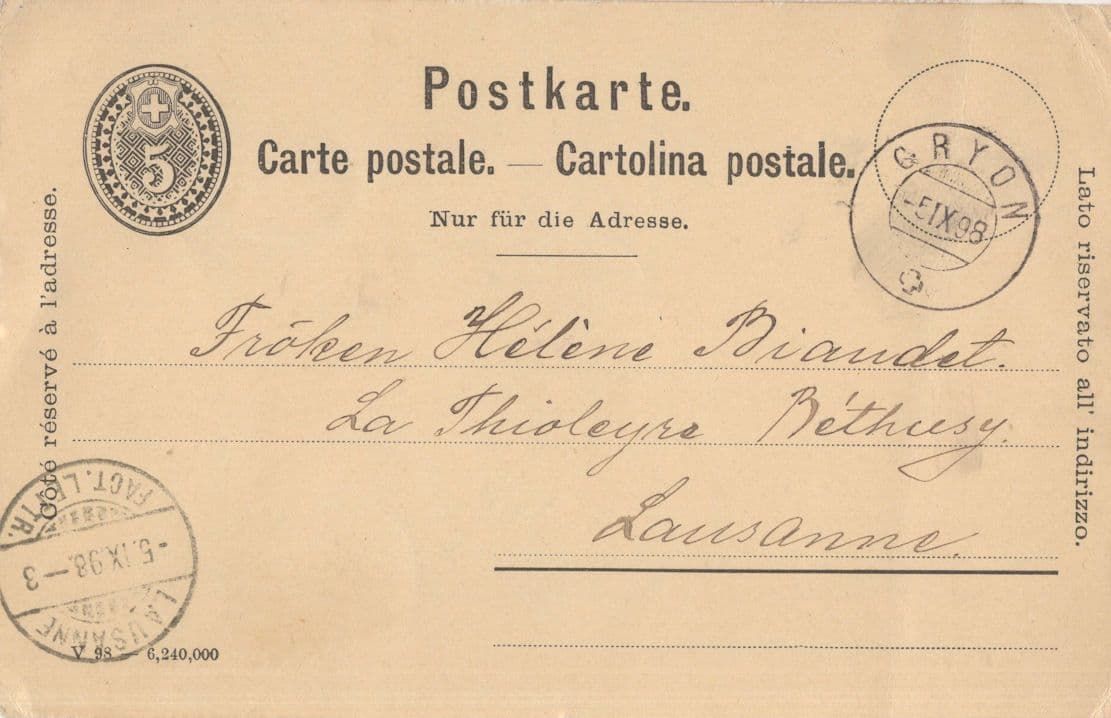 Postkarte.
5
Carte postale. — Cartolina postale.
Nur für die Adresse.
GRYON
-5 IX 98
Côté réservé à l'adresse.
Lato riservato all' indirizzo.
Fröken Hélène Biaudet.
La Thioleyre Béthusy.
Lausanne.
LAUSANNE
-5.IX.98 — 3
FACT. LETTR.
V 98 — 6,240,000